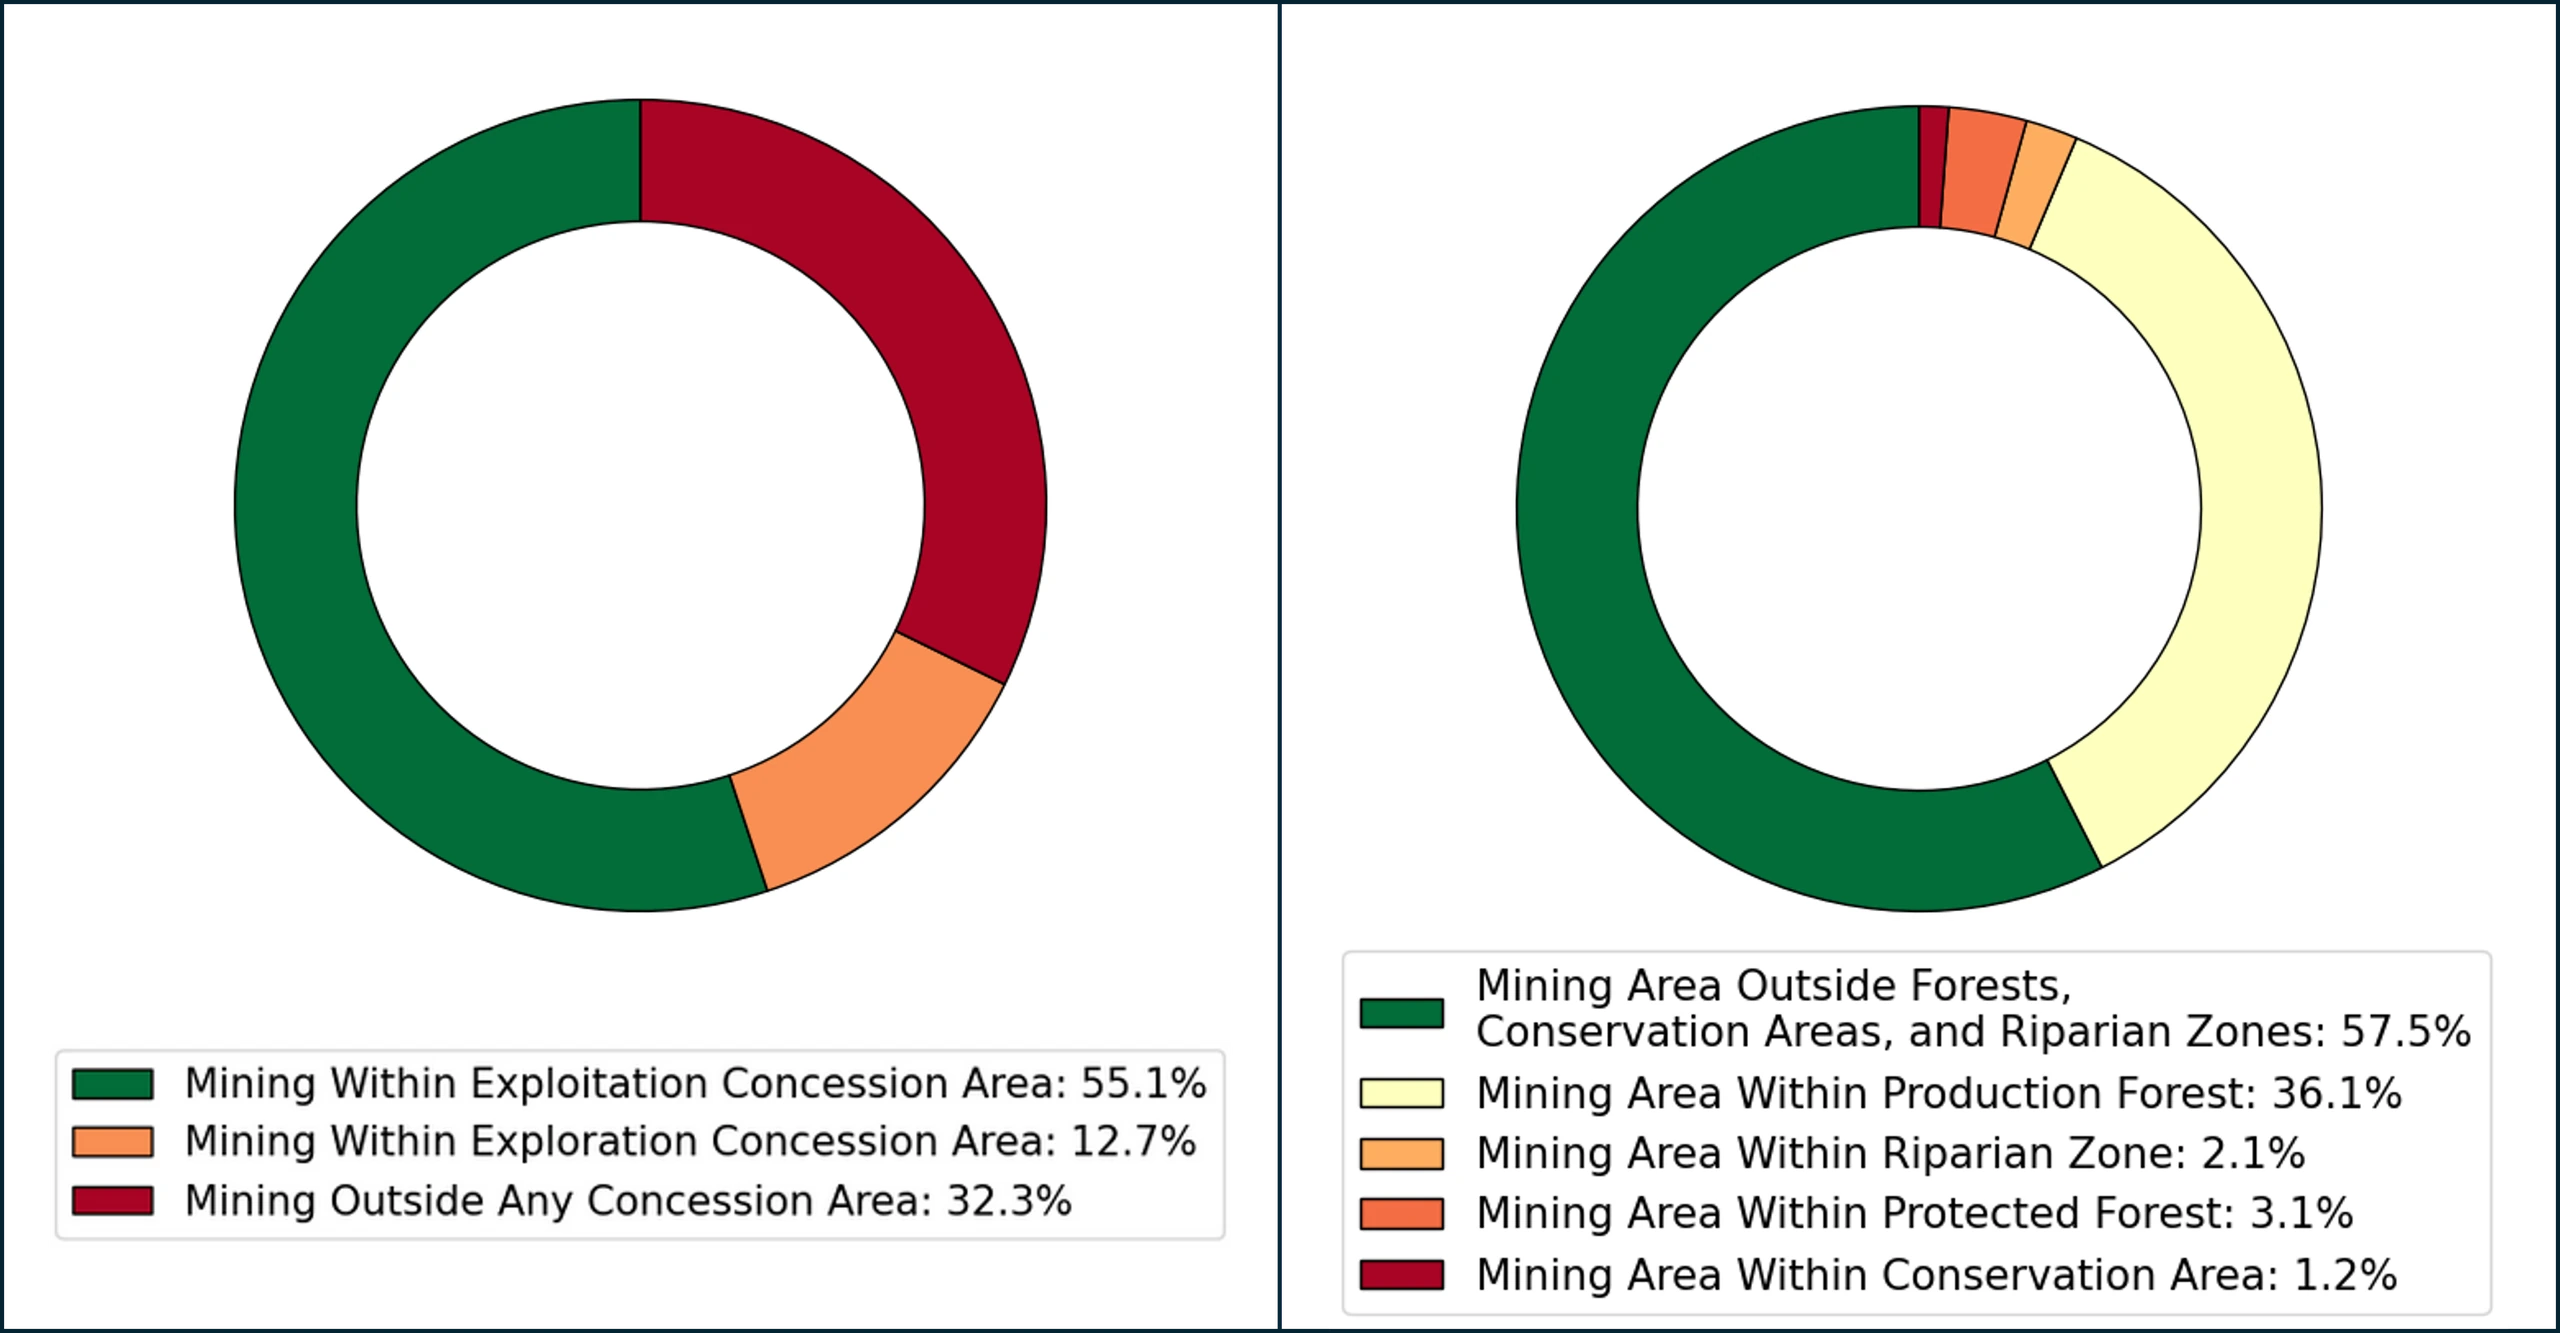 Mining Within Exploitation Concession Area: 55.1%
Mining Within Exploration Concession Area: 12.7%
Mining Outside Any Concession Area: 32.3%
Mining Area Outside Forests,
Conservation Areas, and Riparian Zones: 57.5%
Mining Area Within Production Forest: 36.1%
Mining Area Within Riparian Zone: 2.1%
Mining Area Within Protected Forest: 3.1%
Mining Area Within Conservation Area: 1.2%